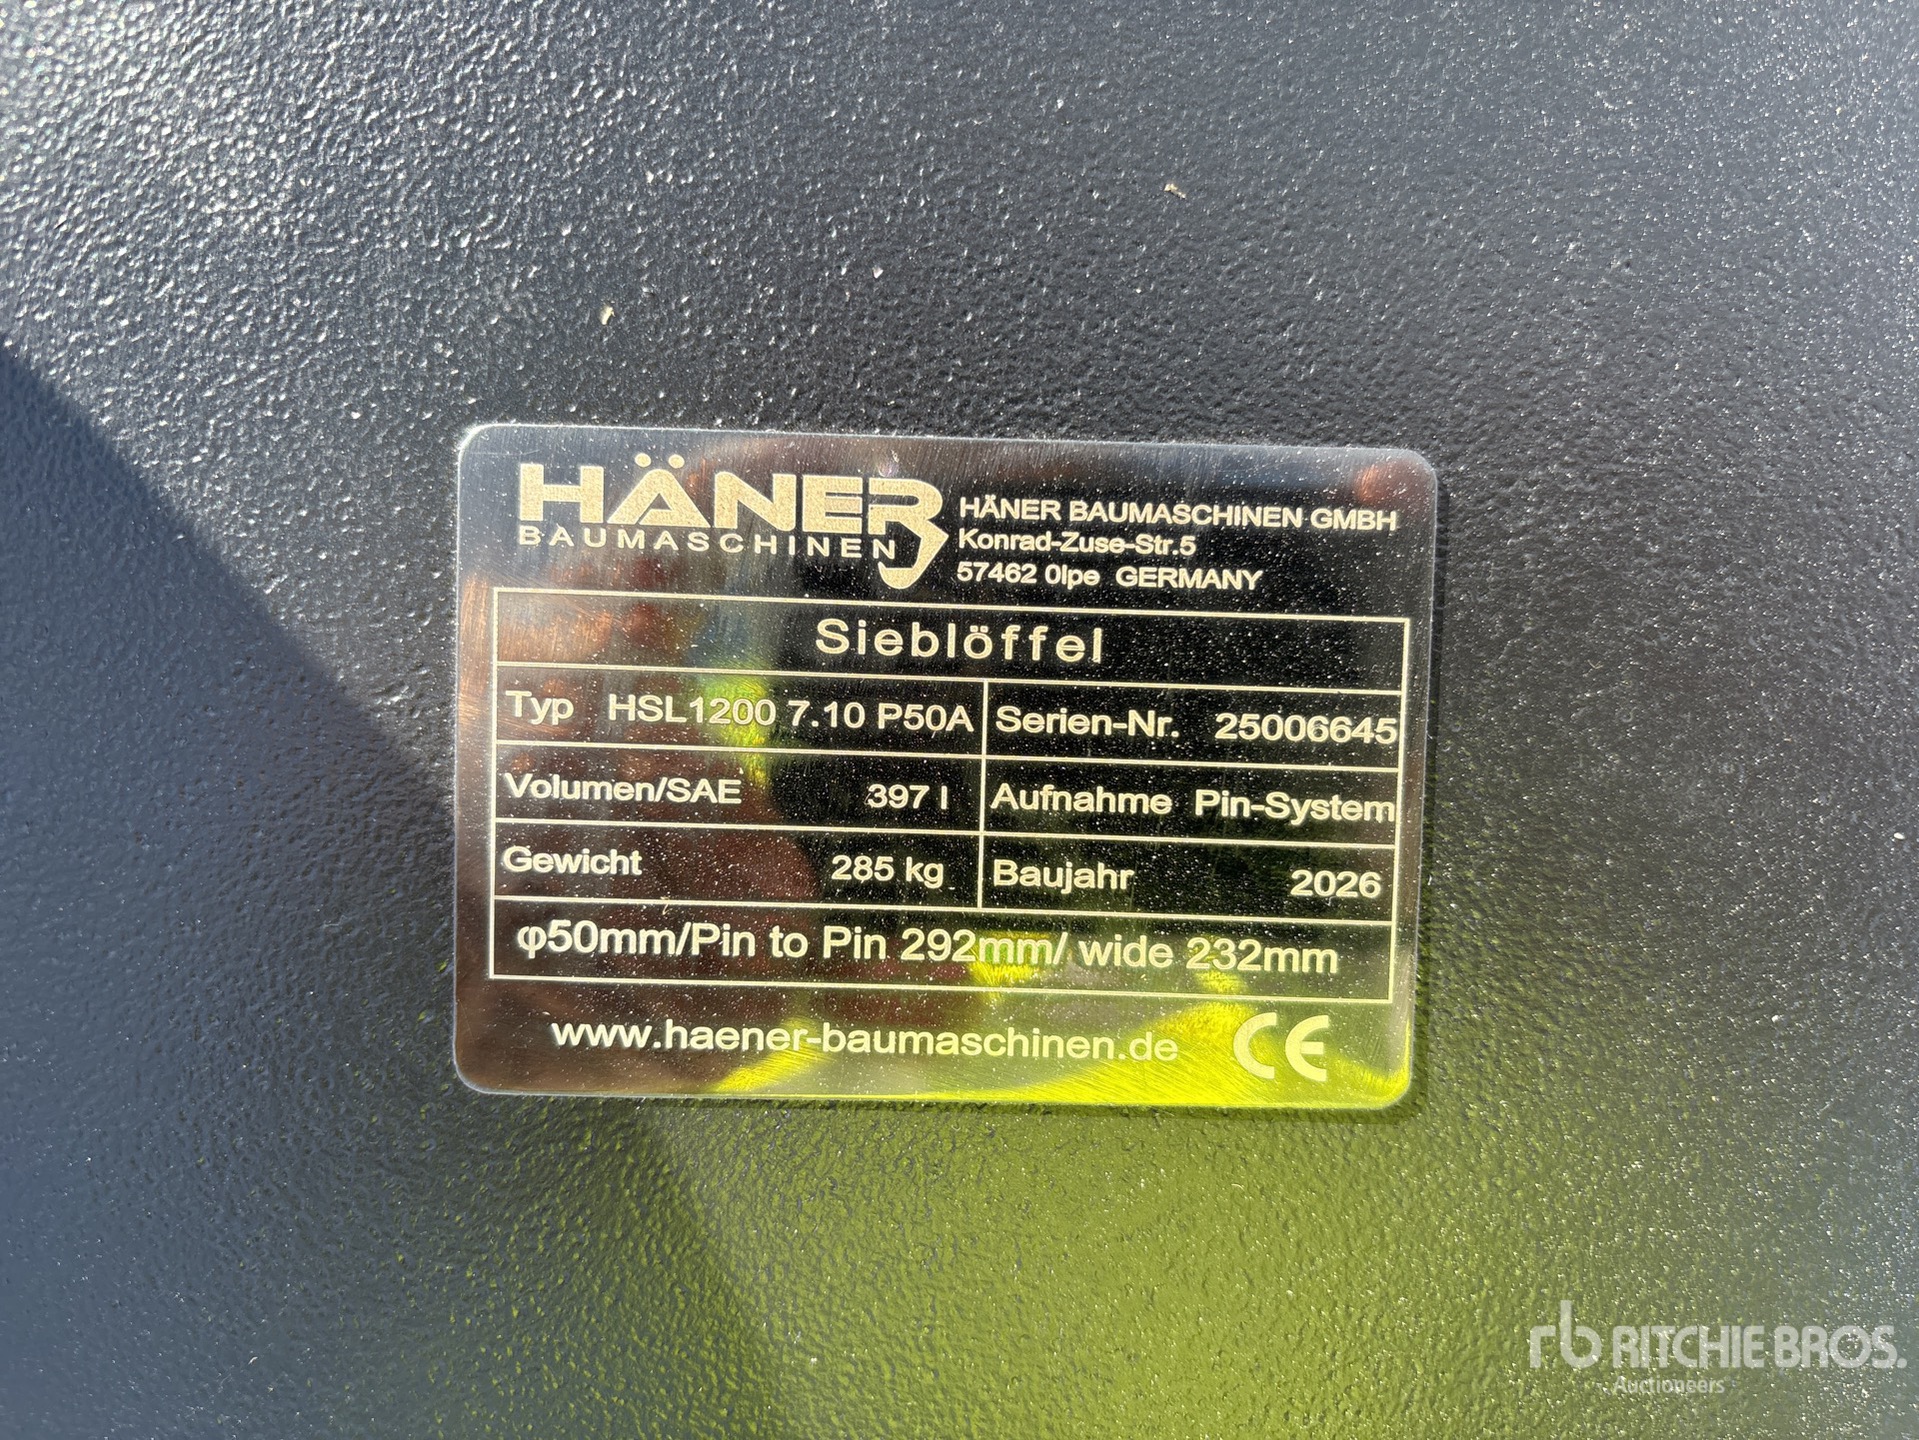 HÄNER
BAUMASCHINEN
HÄNER BAUMASCHINEN GMBH
Konrad-Zuse-Str.5
57462 Olpe GERMANY
Sieblöffel
Typ HSL1200 7.10 P50A Serien-Nr. 25006645
Volumen/SAE 397 l Aufnahme Pin-System
Gewicht 285 kg Baujahr 2026
φ50mm/Pin to Pin 292mm/ wide 232mm
www.haener-baumaschinen.de CE
rb RITCHIE BROS.
Auctioneers